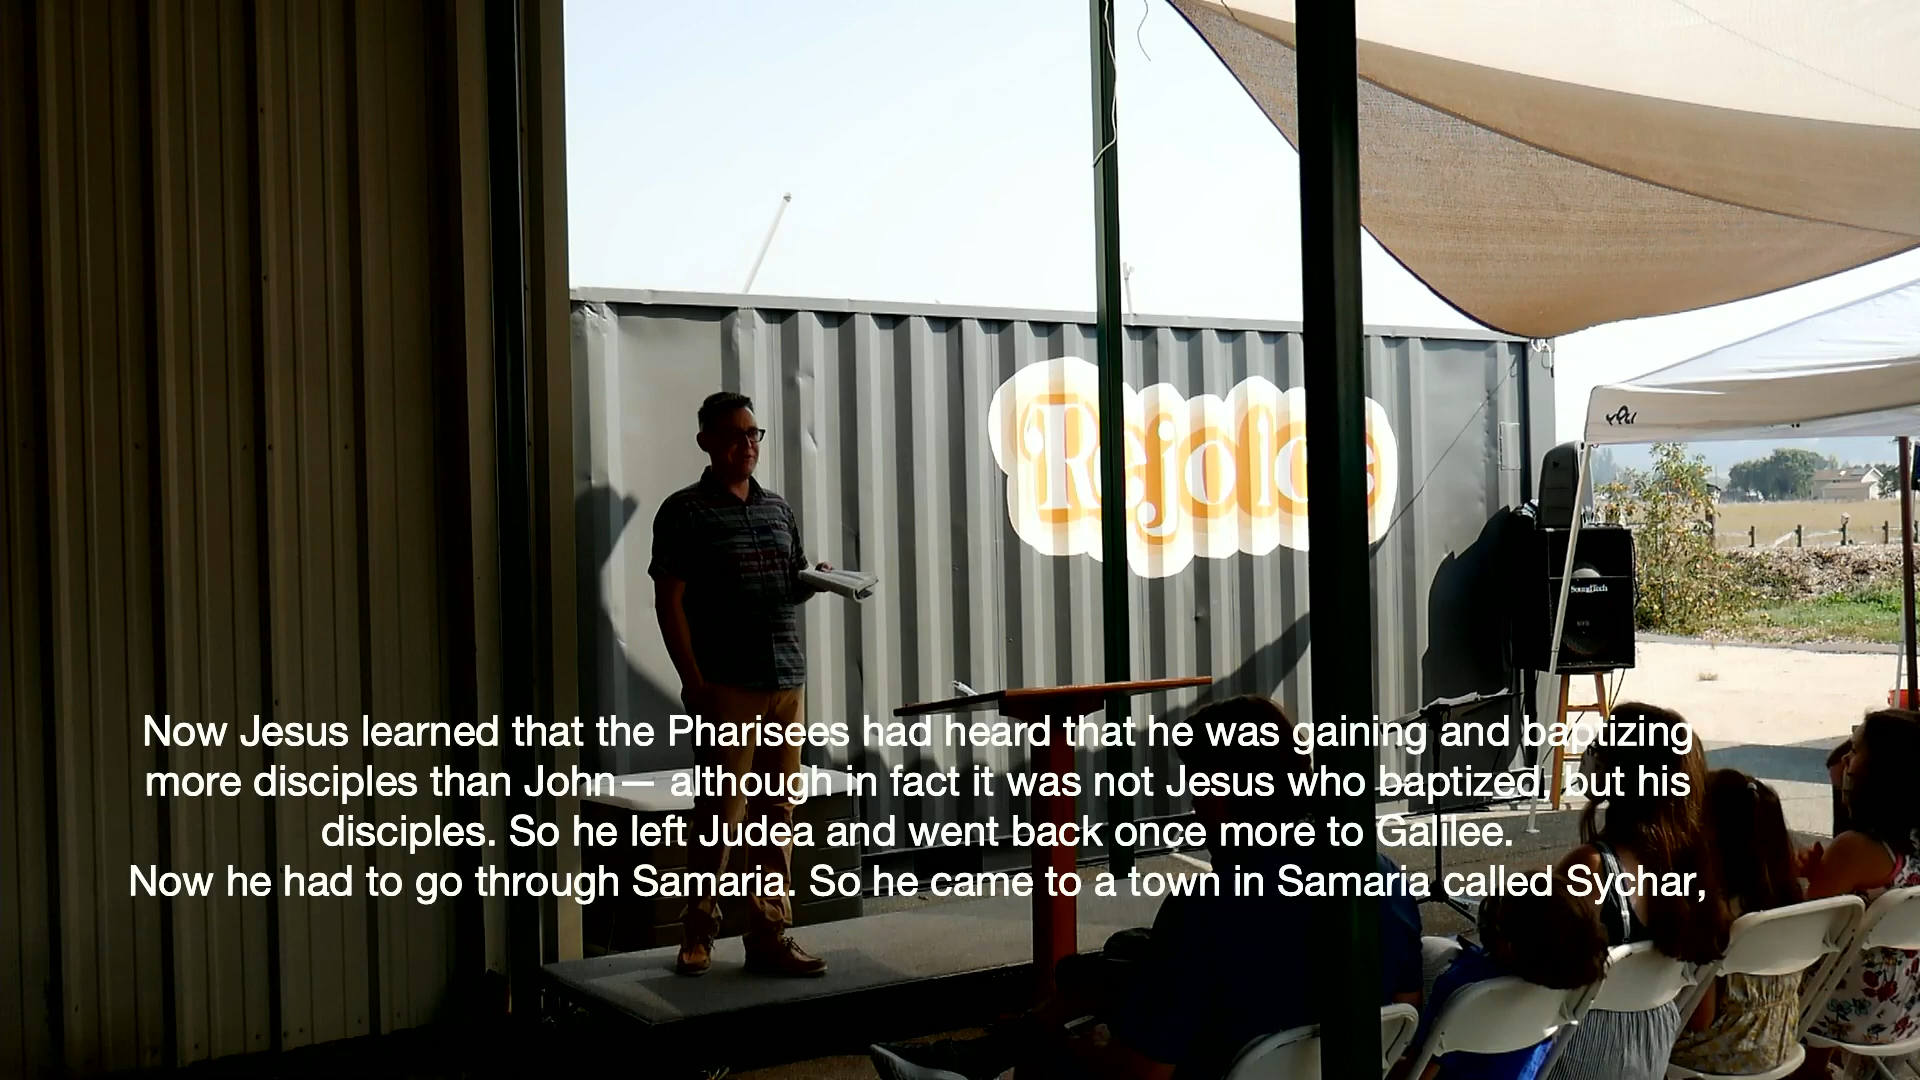 Rejoice
SoundTech
Now Jesus learned that the Pharisees had heard that he was gaining and baptizing
more disciples than John— although in fact it was not Jesus who baptized, but his
disciples. So he left Judea and went back once more to Galilee.
Now he had to go through Samaria. So he came to a town in Samaria called Sychar,